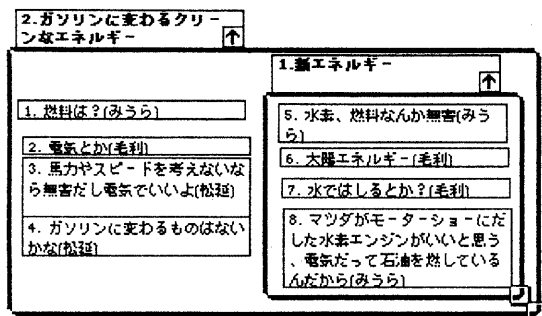 2.ガソリンに変わるクリー
ンなエネルギー
1.新エネルギー
1. 燃料は?(みうら)
2. 電気とか(毛利)
3. 馬力やスピードを考えないな
ら無害だし電気でいいよ(松延)
4. ガソリンに変わるものはない
かな(松延)
5. 水素、燃料なんか無害(みう
ら)
6. 太陽エネルギー(毛利)
7. 水ではしるとか?(毛利)
8. マツダがモーターショーにだ
した水素エンジンがいいと思う
、電気だって石油を燃している
んだから(みうら)